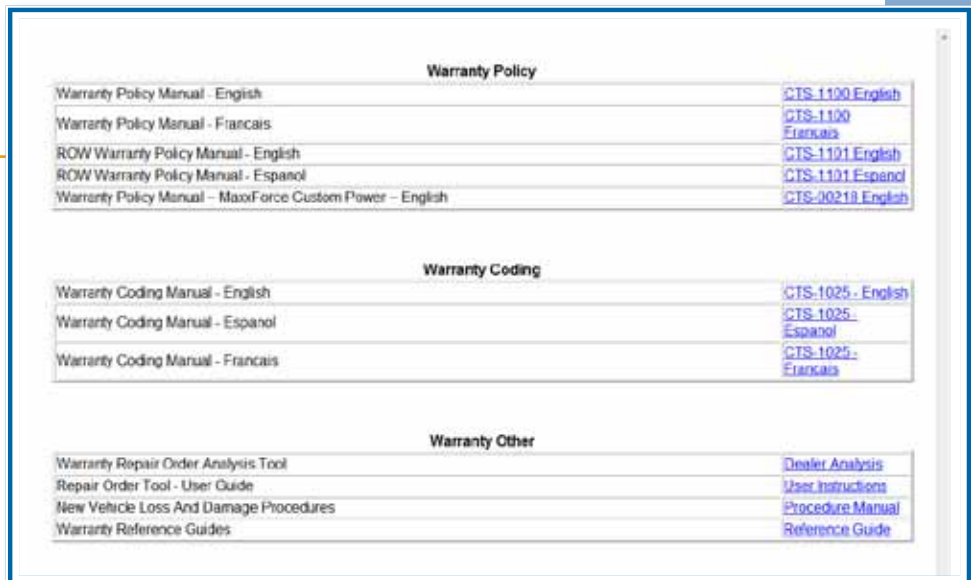 Warranty Policy
Warranty Policy Manual - English CTS-1100 English
Warranty Policy Manual - Francais CTS-1100
Francais
ROW Warranty Policy Manual - English CTS-1101 English
ROW Warranty Policy Manual - Espanol CTS-1101 Espanol
Warranty Policy Manual – MaxxForce Custom Power – English CTS-00218 English
Warranty Coding
Warranty Coding Manual - English CTS-1025 - English
Warranty Coding Manual - Espanol CTS-1025 -
Espanol
Warranty Coding Manual - Francais CTS-1025 -
Francais
Warranty Other
Warranty Repair Order Analysis Tool Dealer Analysis
Repair Order Tool - User Guide User Instructions
New Vehicle Loss And Damage Procedures Procedure Manual
Warranty Reference Guides Reference Guide